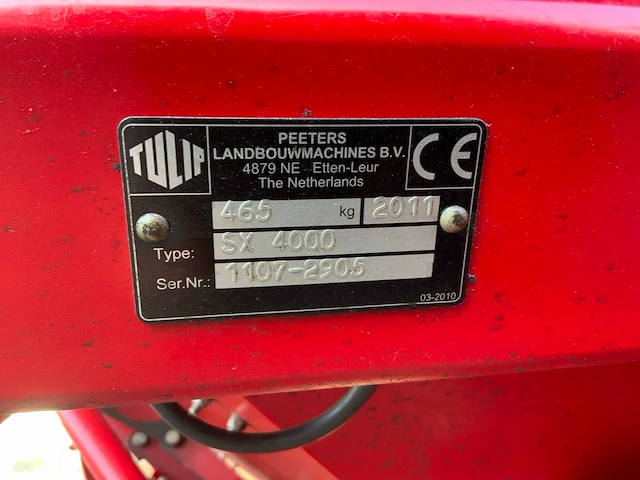 TULIP
PEETERS
LANDBOUWMACHINES B.V.
4879 NE Etten-Leur
The Netherlands
CE
465 kg 2011
Type: SX 4000
Ser.Nr.: 1107-2905
03-2010